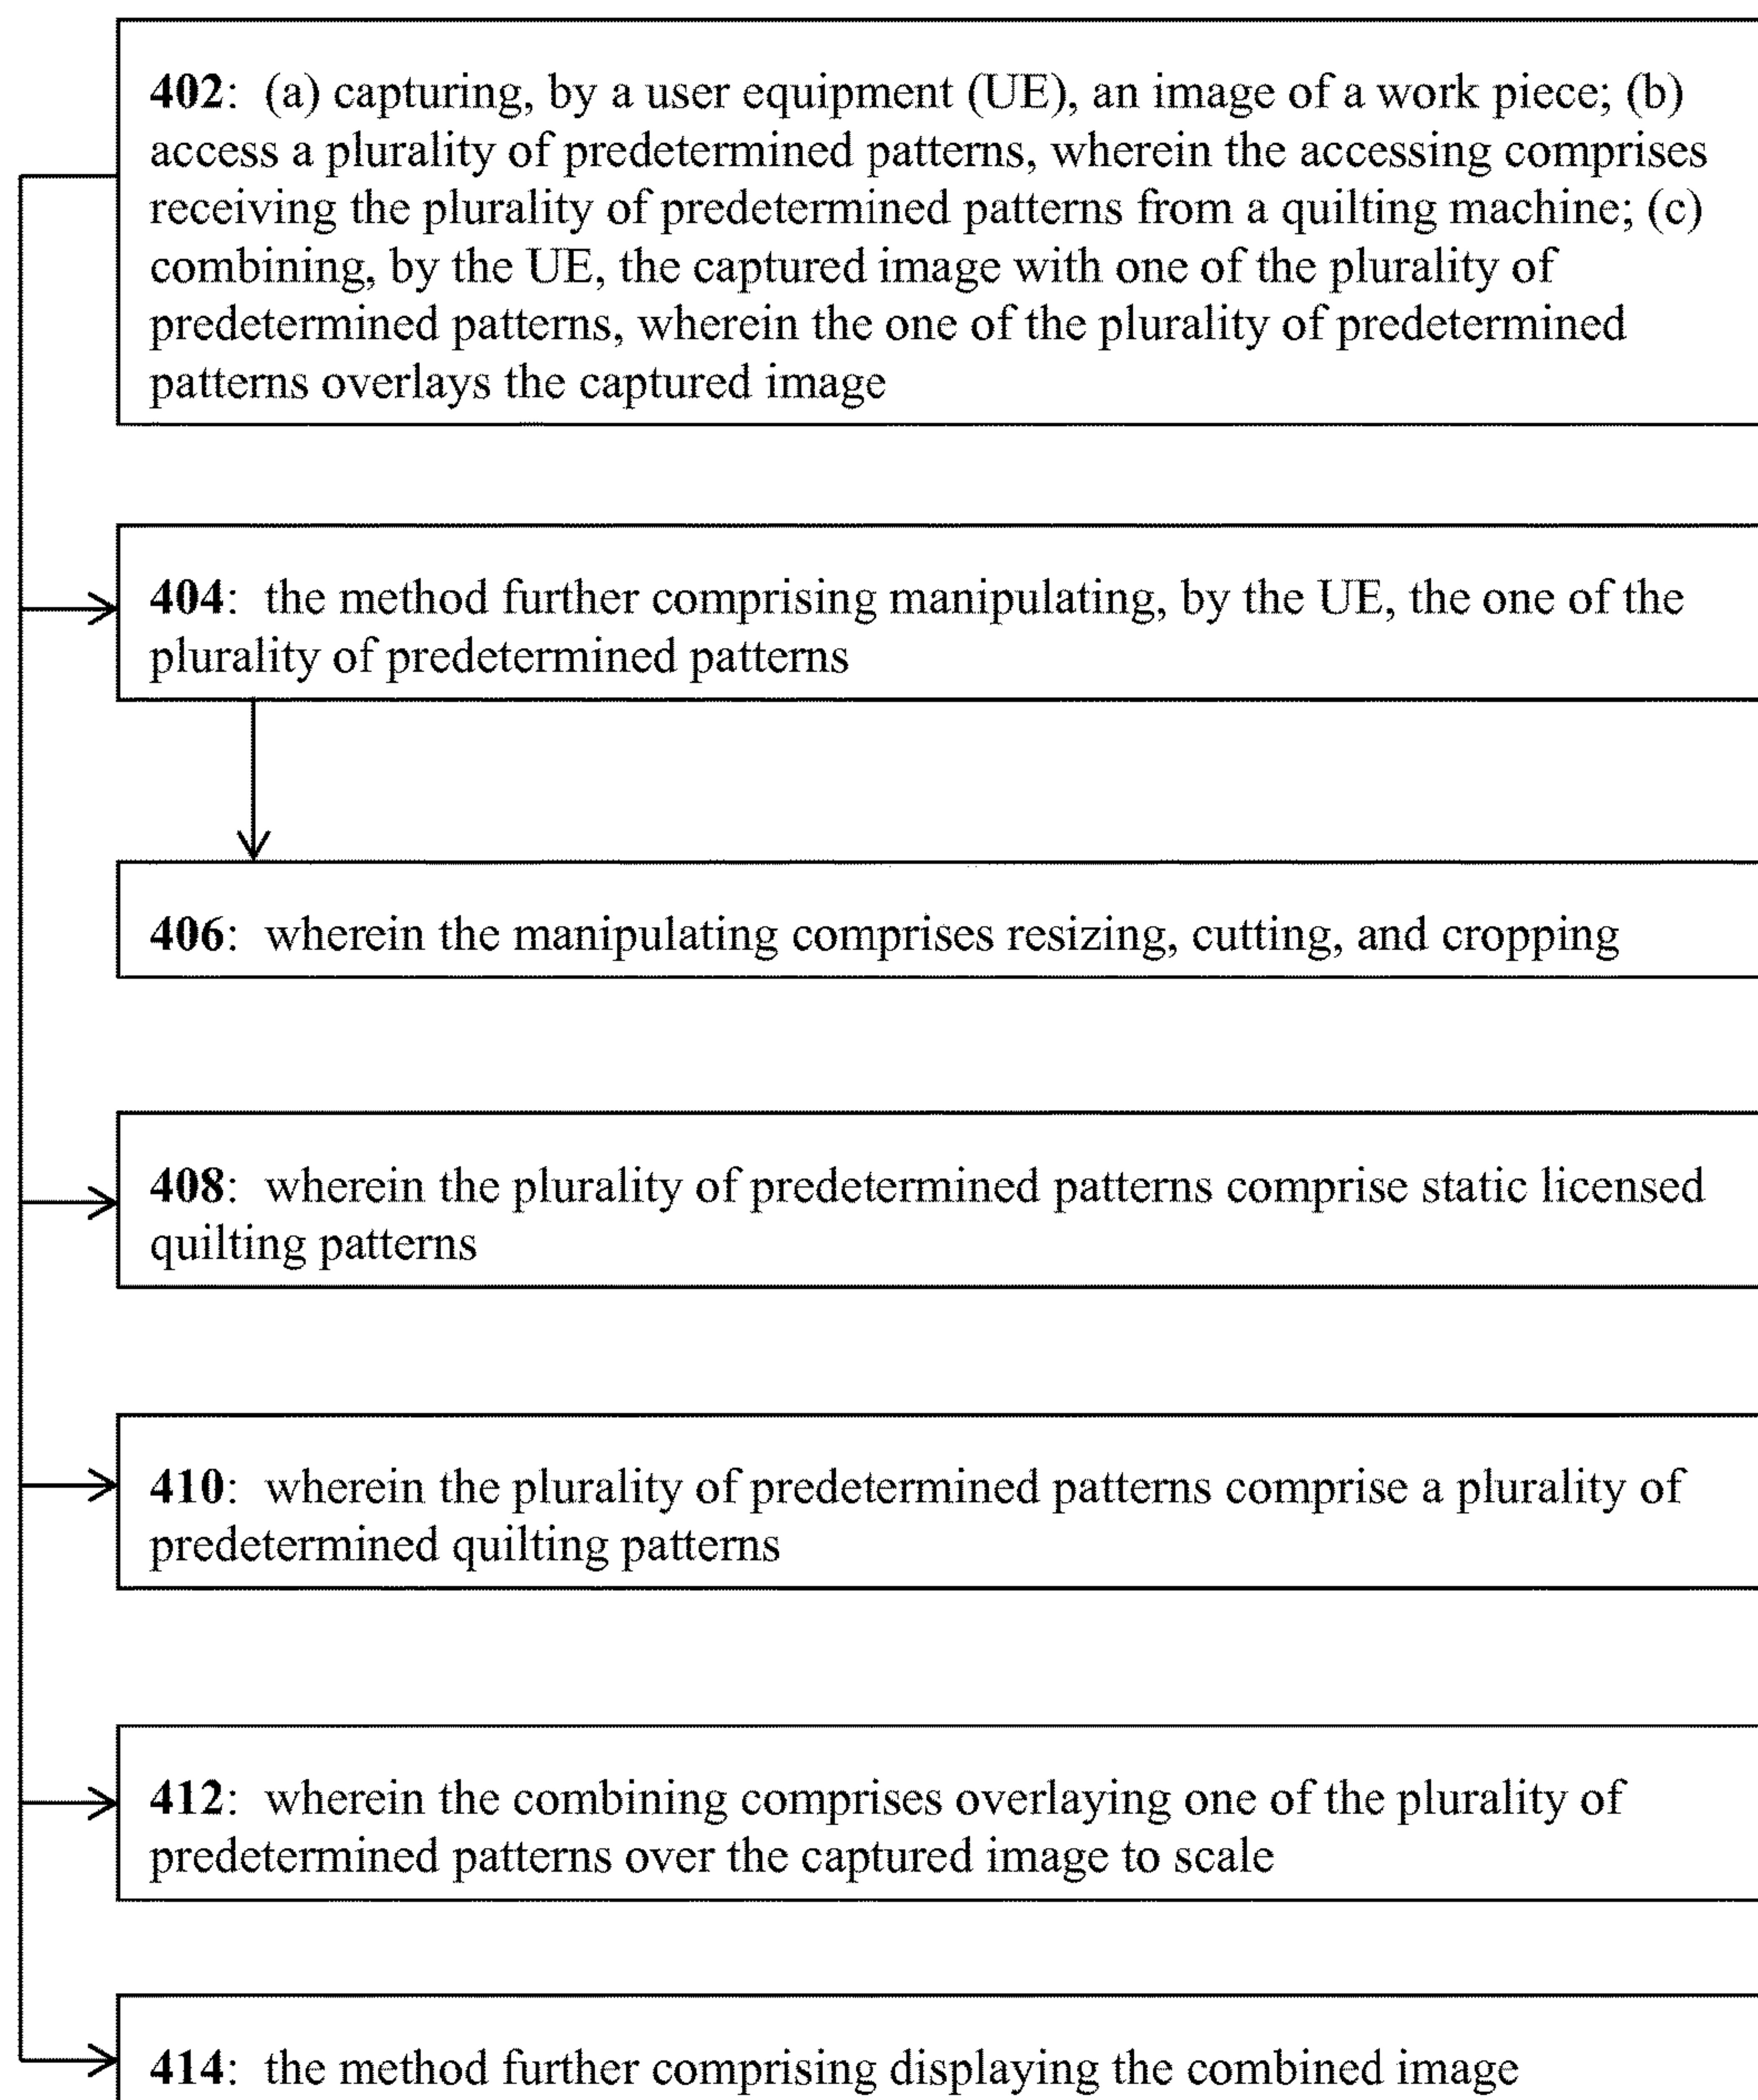 402: (a) capturing, by a user equipment (UE), an image of a work piece; (b)
access a plurality of predetermined patterns, wherein the accessing comprises
receiving the plurality of predetermined patterns from a quilting machine; (c)
combining, by the UE, the captured image with one of the plurality of
predetermined patterns, wherein the one of the plurality of predetermined
patterns overlays the captured image
404: the method further comprising manipulating, by the UE, the one of the
plurality of predetermined patterns
406: wherein the manipulating comprises resizing, cutting, and cropping
408: wherein the plurality of predetermined patterns comprise static licensed
quilting patterns
410: wherein the plurality of predetermined patterns comprise a plurality of
predetermined quilting patterns
412: wherein the combining comprises overlaying one of the plurality of
predetermined patterns over the captured image to scale
414: the method further comprising displaying the combined image